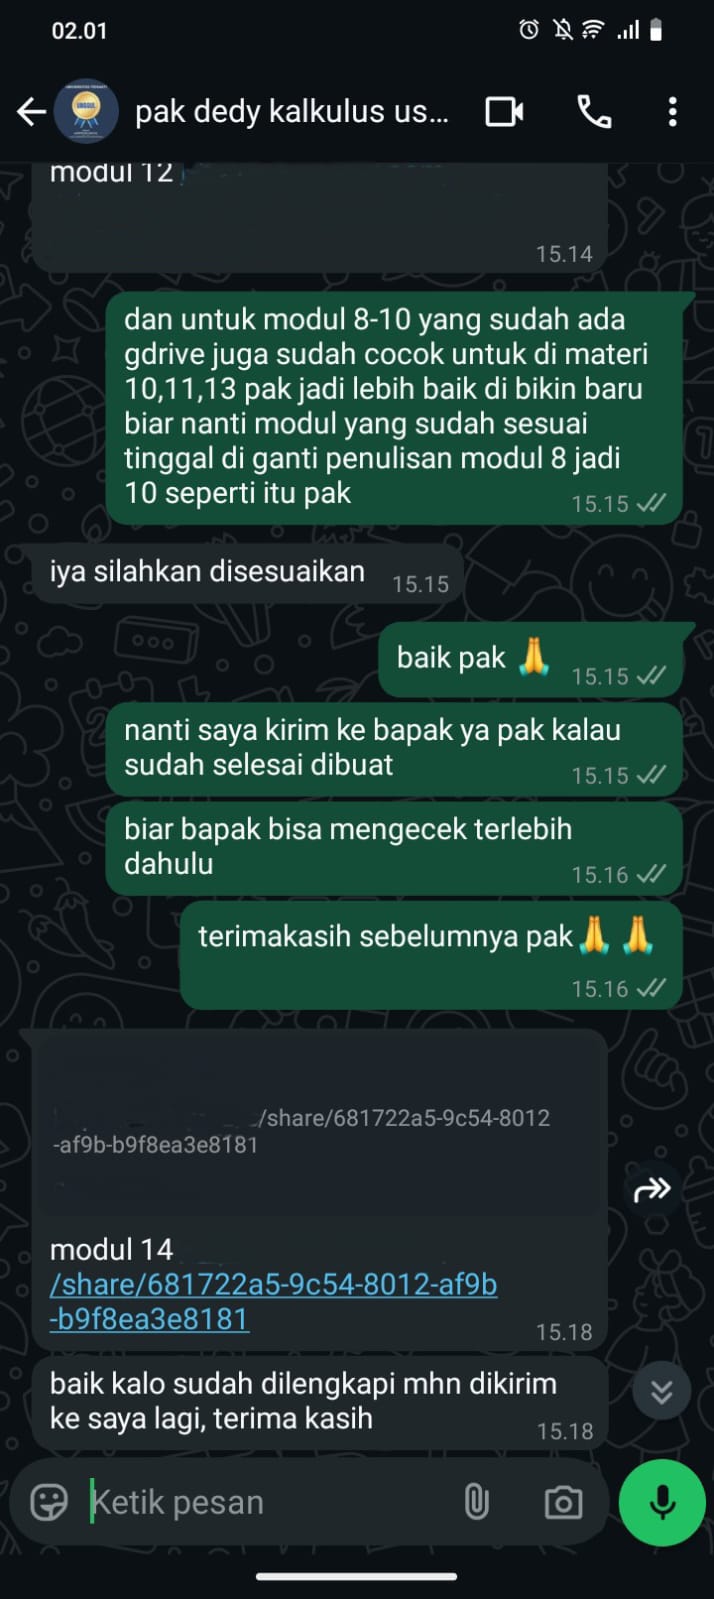 02.01
UNGGUL
pak dedy kalkulus us...
modul 12
15.14
dan untuk modul 8-10 yang sudah ada
gdrive juga sudah cocok untuk di materi
10,11,13 pak jadi lebih baik di bikin baru
biar nanti modul yang sudah sesuai
tinggal di ganti penulisan modul 8 jadi
10 seperti itu pak
15.15
iya silahkan disesuaikan
15.15
baik pak 🙏
15.15
nanti saya kirim ke bapak ya pak kalau
sudah selesai dibuat
15.15
biar bapak bisa mengecek terlebih
dahulu
15.16
terimakasih sebelumnya pak🙏🙏
15.16
/share/681722a5-9c54-8012
-af9b-b9f8ea3e8181
modul 14
/share/681722a5-9c54-8012-af9b
-b9f8ea3e8181
15.18
baik kalo sudah dilengkapi mhn dikirim
ke saya lagi, terima kasih
15.18
Ketik pesan